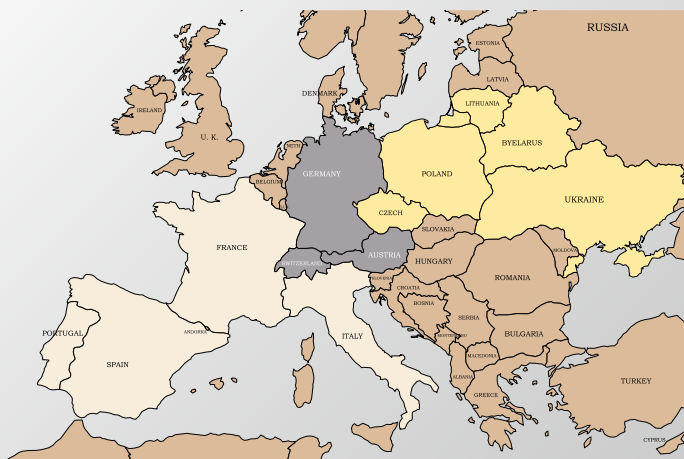 RUSSIA
ESTONIA
LATVIA
DENMARK
LITHUANIA
IRELAND
U. K.
NETH
BYELARUS
GERMANY
POLAND
BELGIUM
UKRAINE
CZECH
SLOVAKIA
FRANCE
AUSTRIA
MOLDOVA
SWITZERLAND
HUNGARY
SLOVENIA
ROMANIA
CROATIA
BOSNIA
SERBIA
ANDORRA
PORTUGAL
ITALY
MONTENEGRO
BULGARIA
MACEDONIA
SPAIN
ALBANIA
TURKEY
GREECE
CYPRUS